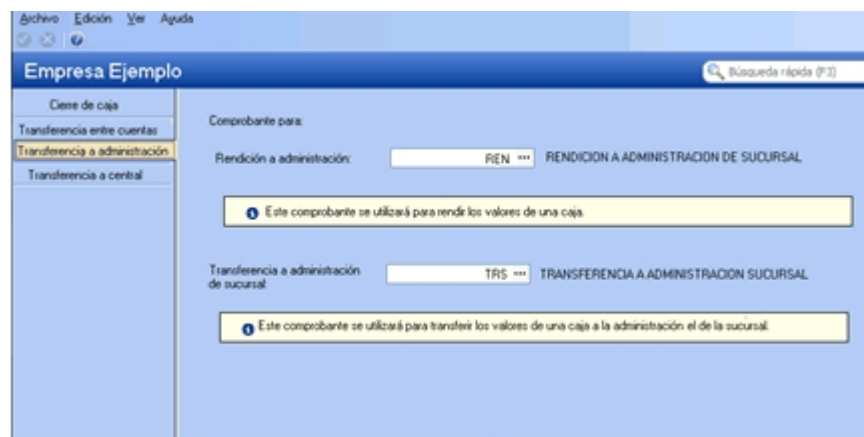 Archivo Edición Ver Ayuda
Empresa Ejemplo
Búsqueda rápida (F3)
Cierre de caja
Transferencia entre cuentas
Transferencia a administración
Transferencia a central
Comprobante para:
Rendición a administración: REN ... RENDICION A ADMINISTRACION DE SUCURSAL
Este comprobante se utilizará para rendir los valores de una caja.
Transferencia a administración
de sucursal: TRS ... TRANSFERENCIA A ADMINISTRACION SUCURSAL
Este comprobante se utilizará para transferir los valores de una caja a la administración el de la sucursal.